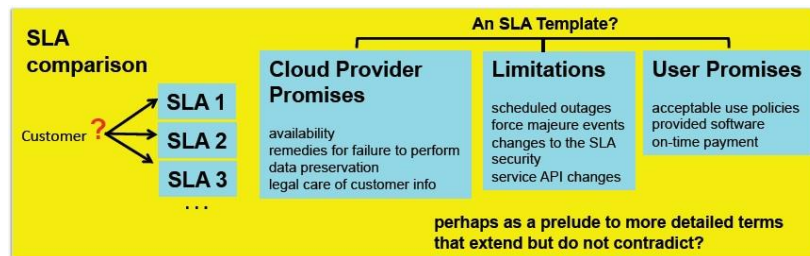 An SLA Template?
SLA
comparison
Customer ?
SLA 1
SLA 2
SLA 3
...
Cloud Provider
Promises
availability
remedies for failure to perform
data preservation
legal care of customer info
Limitations
scheduled outages
force majeure events
changes to the SLA
security
service API changes
User Promises
acceptable use policies
provided software
on-time payment
perhaps as a prelude to more detailed terms
that extend but do not contradict?